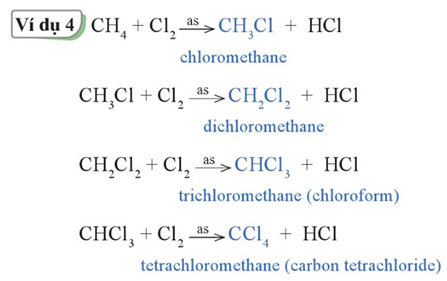 Ví dụ 4 CH₄ + Cl₂ —as→ CH₃Cl + HCl
chloromethane
CH₃Cl + Cl₂ —as→ CH₂Cl₂ + HCl
dichloromethane
CH₂Cl₂ + Cl₂ —as→ CHCl₃ + HCl
trichloromethane (chloroform)
CHCl₃ + Cl₂ —as→ CCl₄ + HCl
tetrachloromethane (carbon tetrachloride)